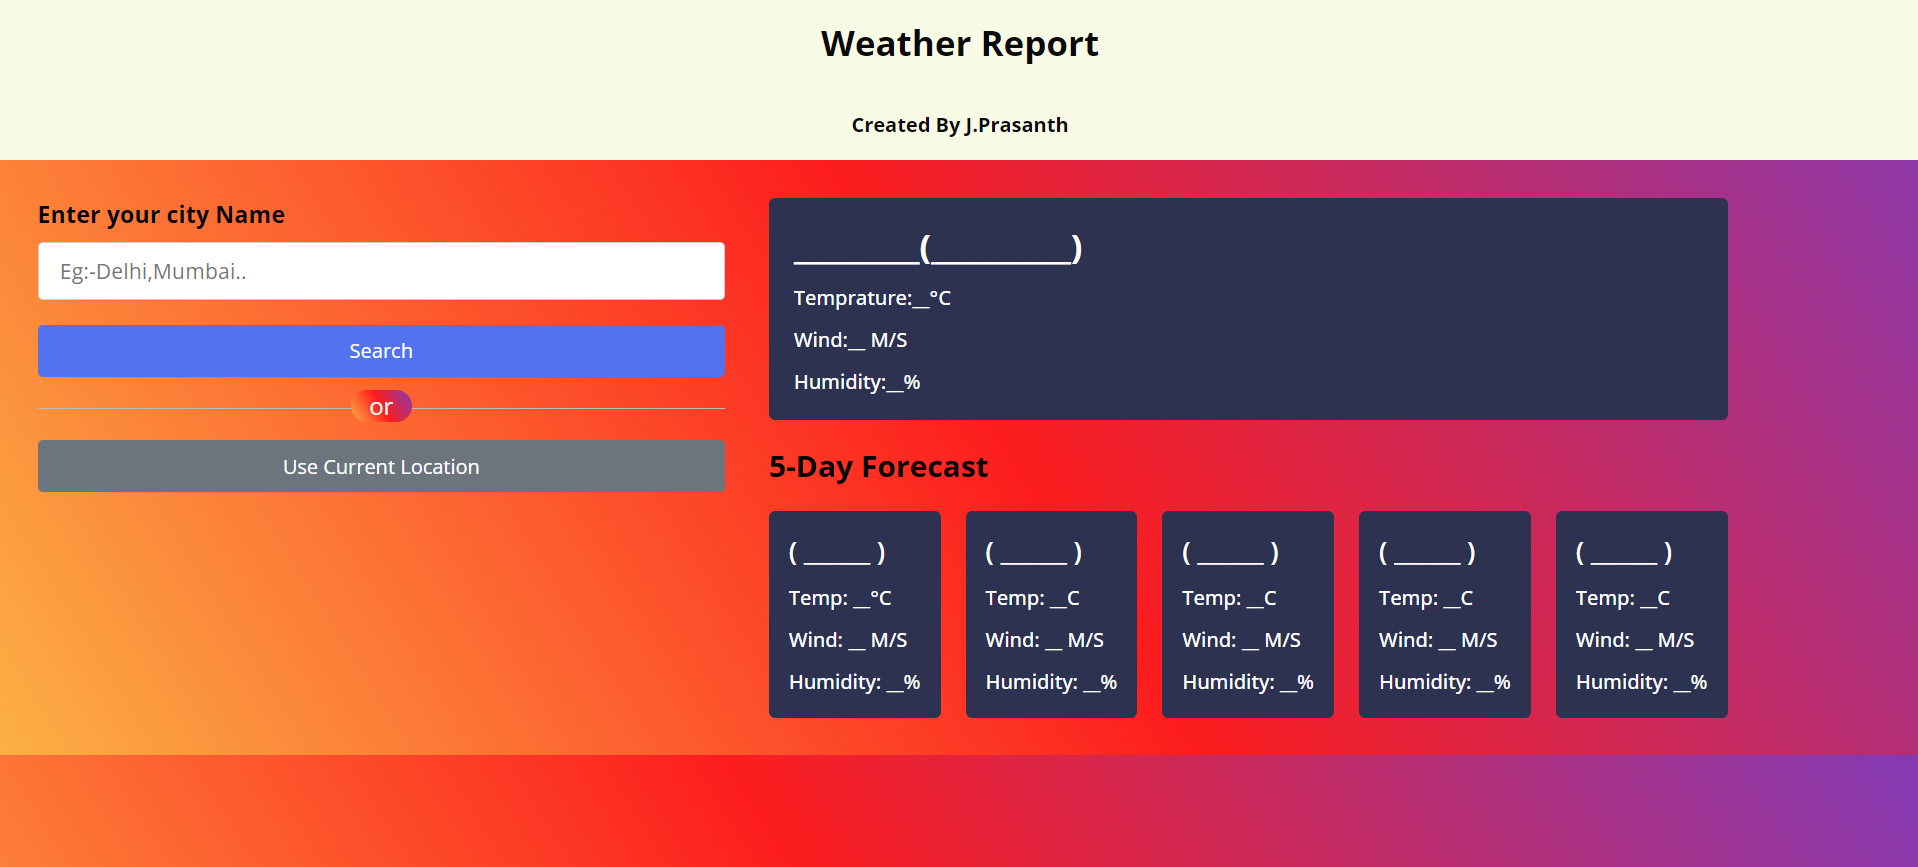 Weather Report
Created By J.Prasanth
Enter your city Name
Eg:-Delhi,Mumbai..
Search
or
Use Current Location
_________(__________)
Temprature:__°C
Wind:__ M/S
Humidity:__%
5-Day Forecast
( ______ )
Temp: __°C
Wind: __ M/S
Humidity: __%
( ______ )
Temp: __C
Wind: __ M/S
Humidity: __%
( ______ )
Temp: __C
Wind: __ M/S
Humidity: __%
( ______ )
Temp: __C
Wind: __ M/S
Humidity: __%
( ______ )
Temp: __C
Wind: __ M/S
Humidity: __%